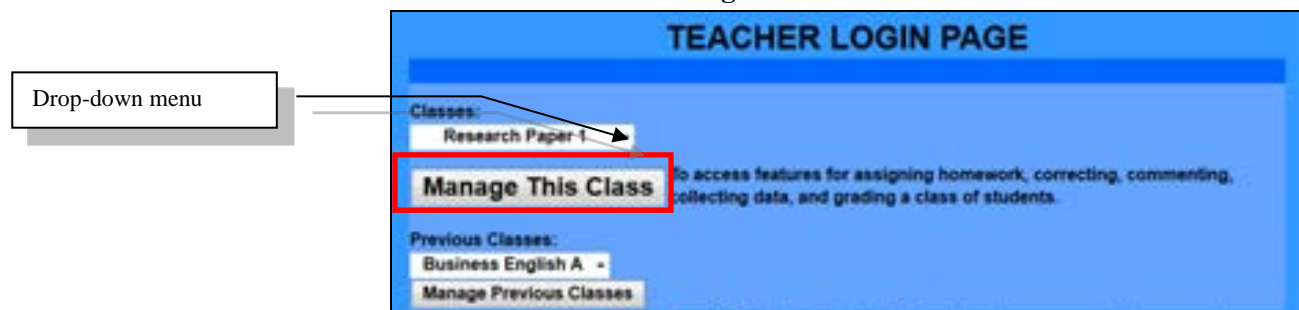 TEACHER LOGIN PAGE
Drop-down menu
Classes:
Research Paper 1
Manage This Class
To access features for assigning homework, correcting, commenting,
collecting data, and grading a class of students.
Previous Classes:
Business English A
Manage Previous Classes